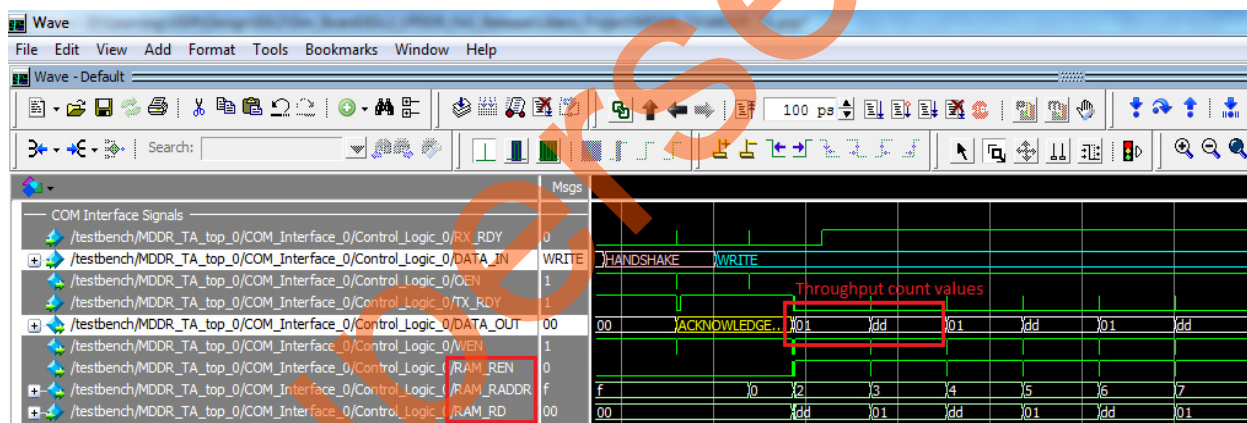 Wave
File Edit View Add Format Tools Bookmarks Window Help
Wave - Default
100 ps
Search:
Msgs
COM Interface Signals
/testbench/MDDR_TA_top_0/COM_Interface_0/Control_Logic_0/RX_RDY 0
/testbench/MDDR_TA_top_0/COM_Interface_0/Control_Logic_0/DATA_IN WRITE HANDSHAKE WRITE
/testbench/MDDR_TA_top_0/COM_Interface_0/Control_Logic_0/OEN 1
Throughput count values
/testbench/MDDR_TA_top_0/COM_Interface_0/Control_Logic_0/TX_RDY 1
/testbench/MDDR_TA_top_0/COM_Interface_0/Control_Logic_0/DATA_OUT 00 00 ACKNOWLEDGE... 01 dd 01 dd 01 dd
/testbench/MDDR_TA_top_0/COM_Interface_0/Control_Logic_0/WEN 1
/testbench/MDDR_TA_top_0/COM_Interface_0/Control_Logic_0/RAM_REN 0
/testbench/MDDR_TA_top_0/COM_Interface_0/Control_Logic_0/RAM_RADDR f f 0 2 3 4 5 6 7
/testbench/MDDR_TA_top_0/COM_Interface_0/Control_Logic_0/RAM_RD 00 00 dd 01 dd 01 dd 01